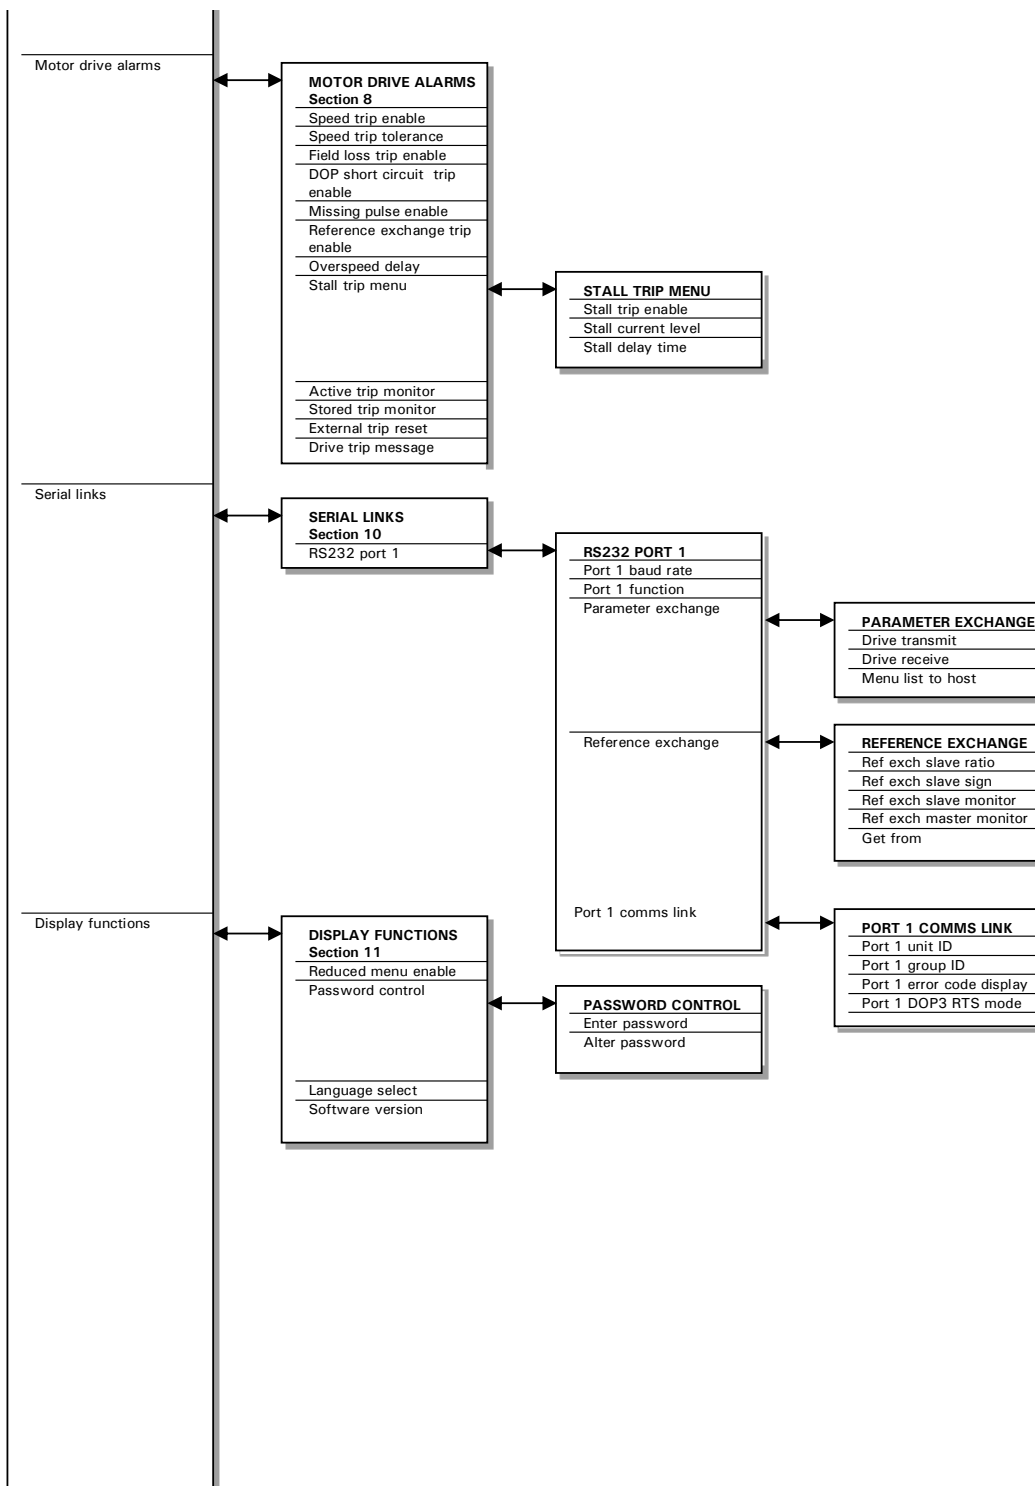 Motor drive alarms
MOTOR DRIVE ALARMS
Section 8
Speed trip enable
Speed trip tolerance
Field loss trip enable
DOP short circuit trip
enable
Missing pulse enable
Reference exchange trip
enable
Overspeed delay
Stall trip menu
STALL TRIP MENU
Stall trip enable
Stall current level
Stall delay time
Active trip monitor
Stored trip monitor
External trip reset
Drive trip message
Serial links
SERIAL LINKS
Section 10
RS232 port 1
RS232 PORT 1
Port 1 baud rate
Port 1 function
Parameter exchange
PARAMETER EXCHANGE
Drive transmit
Drive receive
Menu list to host
Reference exchange
REFERENCE EXCHANGE
Ref exch slave ratio
Ref exch slave sign
Ref exch slave monitor
Ref exch master monitor
Get from
Port 1 comms link
PORT 1 COMMS LINK
Port 1 unit ID
Port 1 group ID
Port 1 error code display
Port 1 DOP3 RTS mode
Display functions
DISPLAY FUNCTIONS
Section 11
Reduced menu enable
Password control
PASSWORD CONTROL
Enter password
Alter password
Language select
Software version